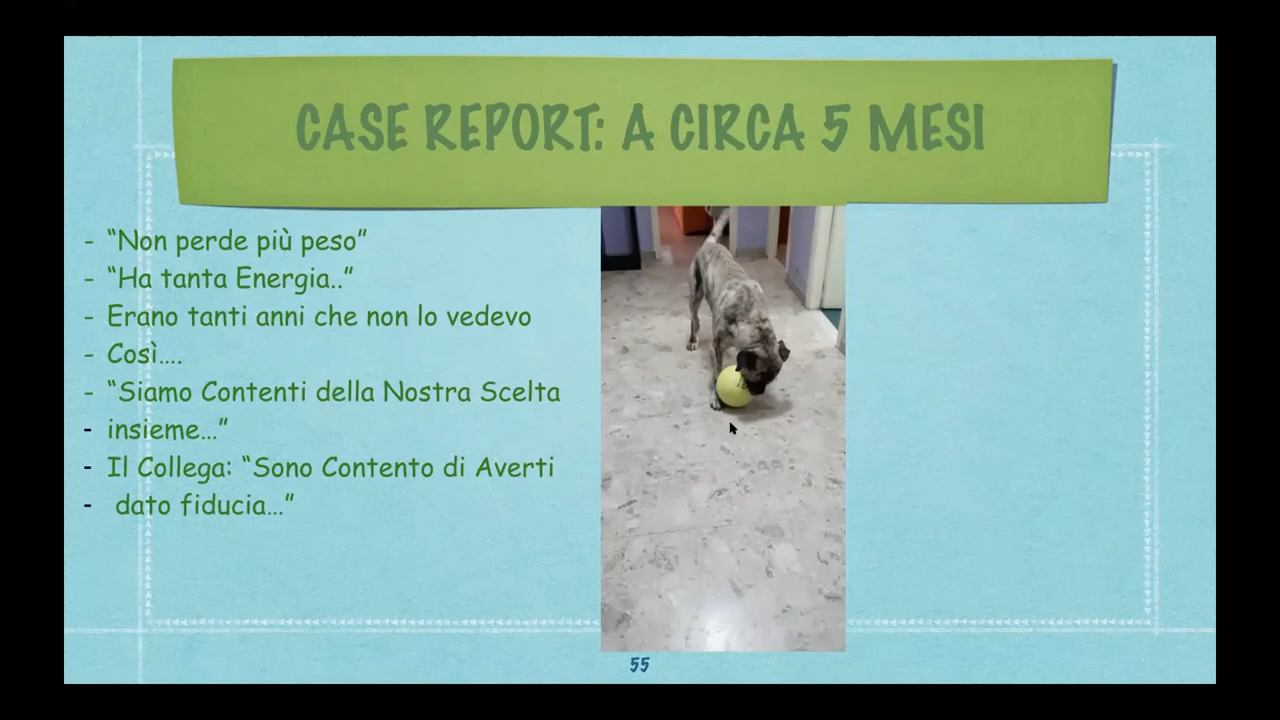 CASE REPORT: A CIRCA 5 MESI
- “Non perde più peso”
- “Ha tanta Energia..”
- Erano tanti anni che non lo vedevo
- Così....
- “Siamo Contenti della Nostra Scelta
- insieme...”
- Il Collega: “Sono Contento di Averti
- dato fiducia...”
55